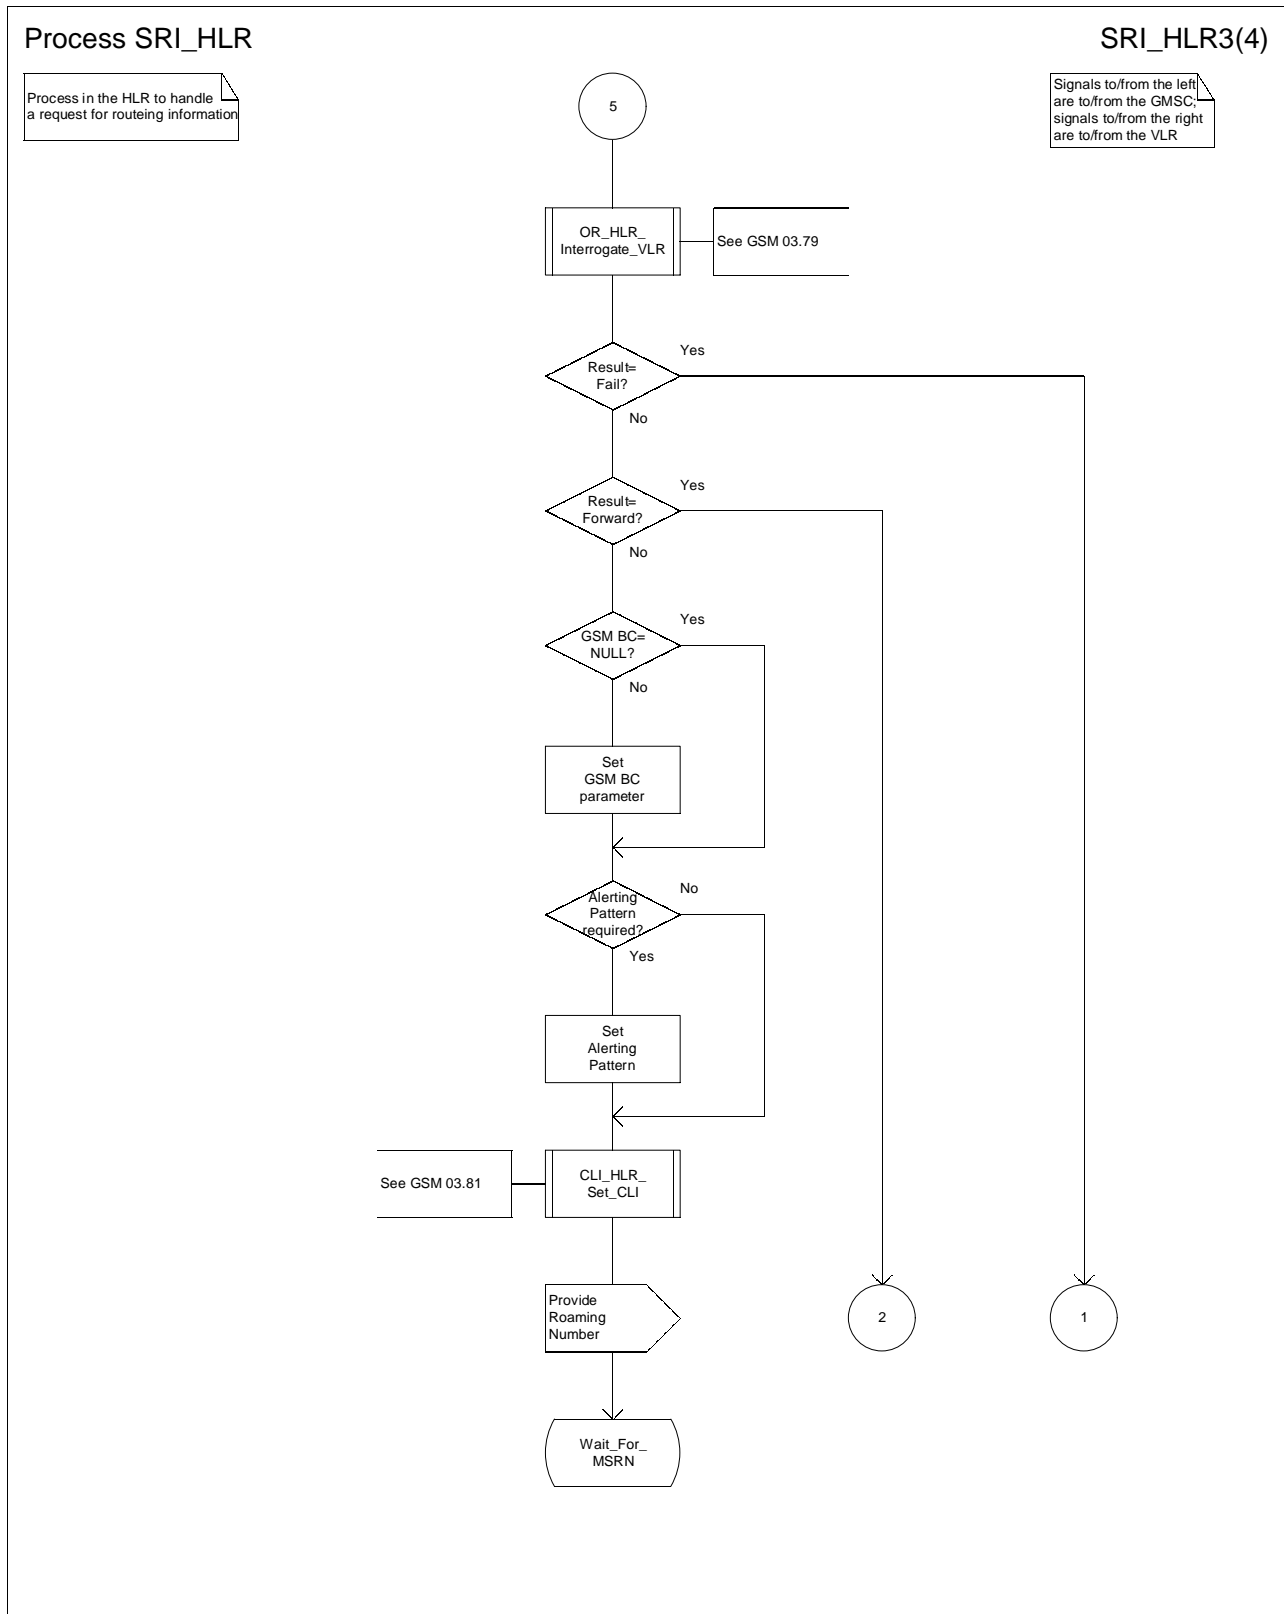 Process SRI_HLR
SRI_HLR3(4)
Process in the HLR to handle
a request for routeing information
5
Signals to/from the left
are to/from the GMSC;
signals to/from the right
are to/from the VLR
OR_HLR_
Interrogate_VLR
See GSM 03.79
Result=
Fail?
Yes
No
Result=
Forward?
Yes
No
GSM BC=
NULL?
Yes
No
Set
GSM BC
parameter
Alerting
Pattern
required?
No
Yes
Set
Alerting
Pattern
See GSM 03.81
CLI_HLR_
Set_CLI
Provide
Roaming
Number
2
1
Wait_For_
MSRN